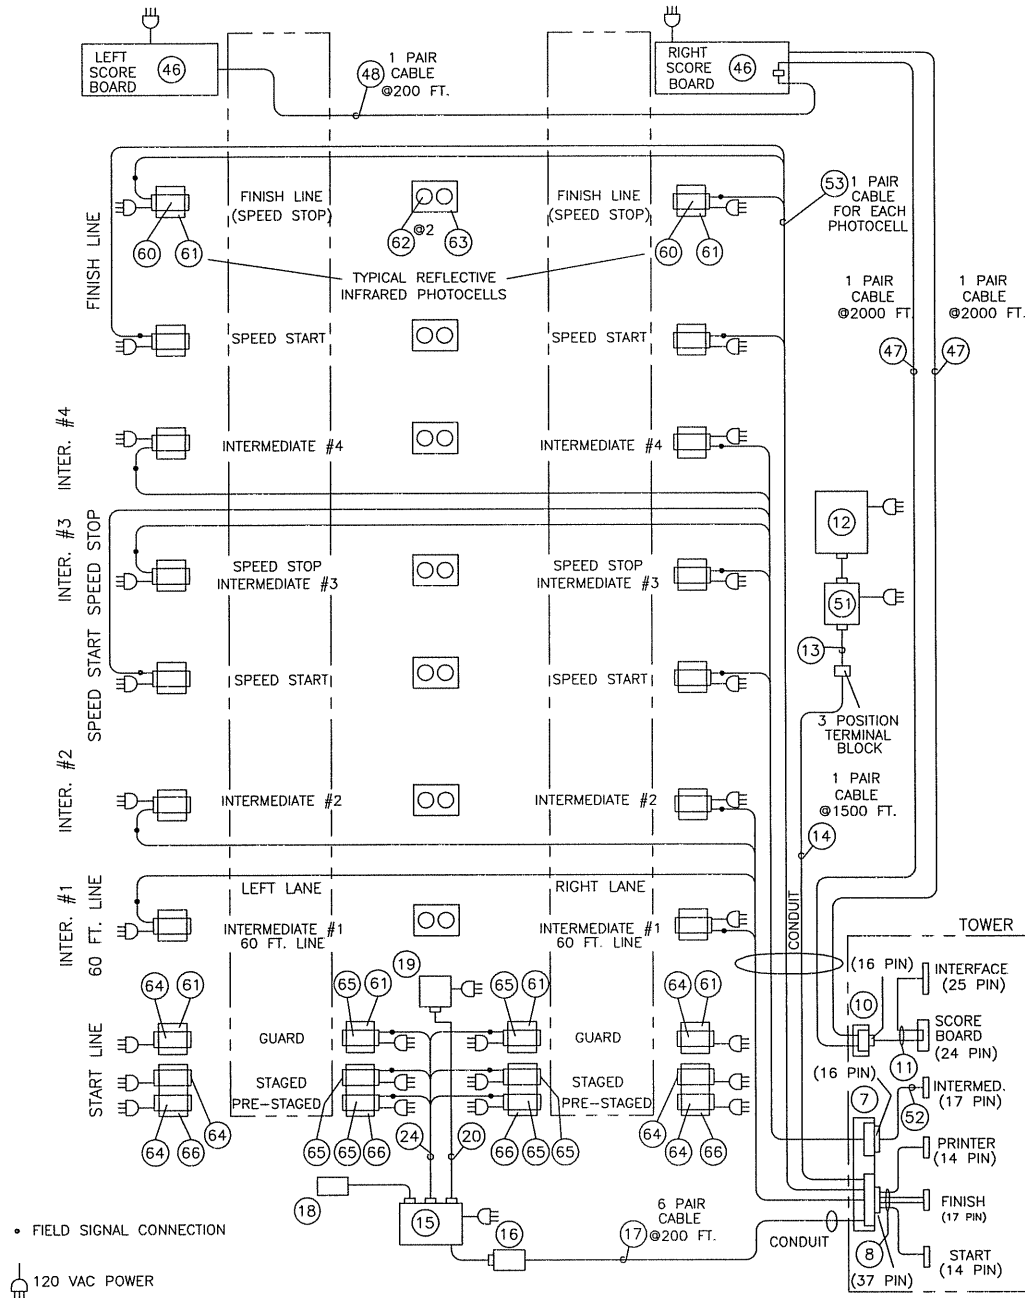 LEFT
SCORE
BOARD
46
48
1 PAIR
CABLE
@200 FT.
RIGHT
SCORE
BOARD
46
FINISH LINE
FINISH LINE
(SPEED STOP)
60
61
62
@2
63
FINISH LINE
(SPEED STOP)
60
61
53
1 PAIR
CABLE
FOR EACH
PHOTOCELL
TYPICAL REFLECTIVE
INFRARED PHOTOCELLS
1 PAIR
CABLE
@2000 FT.
1 PAIR
CABLE
@2000 FT.
SPEED START
SPEED START
47
47
INTER. #4
INTERMEDIATE #4
INTERMEDIATE #4
12
INTER. #3
SPEED STOP
SPEED STOP
INTERMEDIATE #3
SPEED STOP
INTERMEDIATE #3
51
13
SPEED START
SPEED START
SPEED START
3 POSITION
TERMINAL
BLOCK
INTER. #2
INTERMEDIATE #2
INTERMEDIATE #2
1 PAIR
CABLE
@1500 FT.
14
INTER. #1
60 FT. LINE
LEFT LANE
RIGHT LANE
INTERMEDIATE #1
60 FT. LINE
INTERMEDIATE #1
60 FT. LINE
CONDUIT
TOWER
19
(16 PIN)
INTERFACE
(25 PIN)
START LINE
64
61
65
61
65
61
64
61
10
GUARD
GUARD
SCORE
BOARD
(24 PIN)
11
STAGED
PRE-STAGED
STAGED
PRE-STAGED
(16 PIN)
7
INTERMED.
(17 PIN)
52
64
66
64
65
65
66
66
65
65
64
64
66
24
20
PRINTER
(14 PIN)
18
15
16
17
6 PAIR
CABLE
@200 FT.
CONDUIT
FINISH
(17 PIN)
8
(37 PIN)
START
(14 PIN)
FIELD SIGNAL CONNECTION
120 VAC POWER